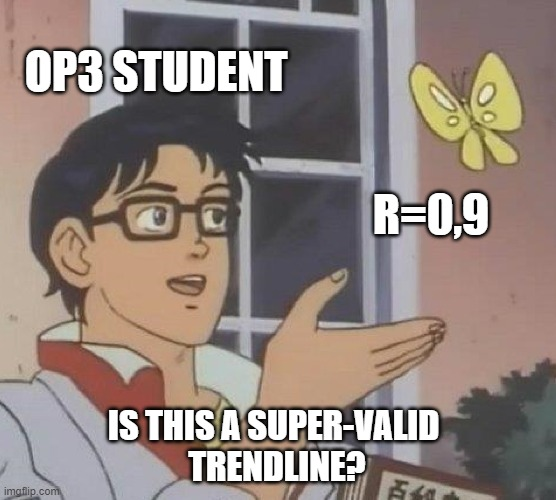 OP3 STUDENT
R=0,9
IS THIS A SUPER-VALID
TRENDLINE?
imgflip.com